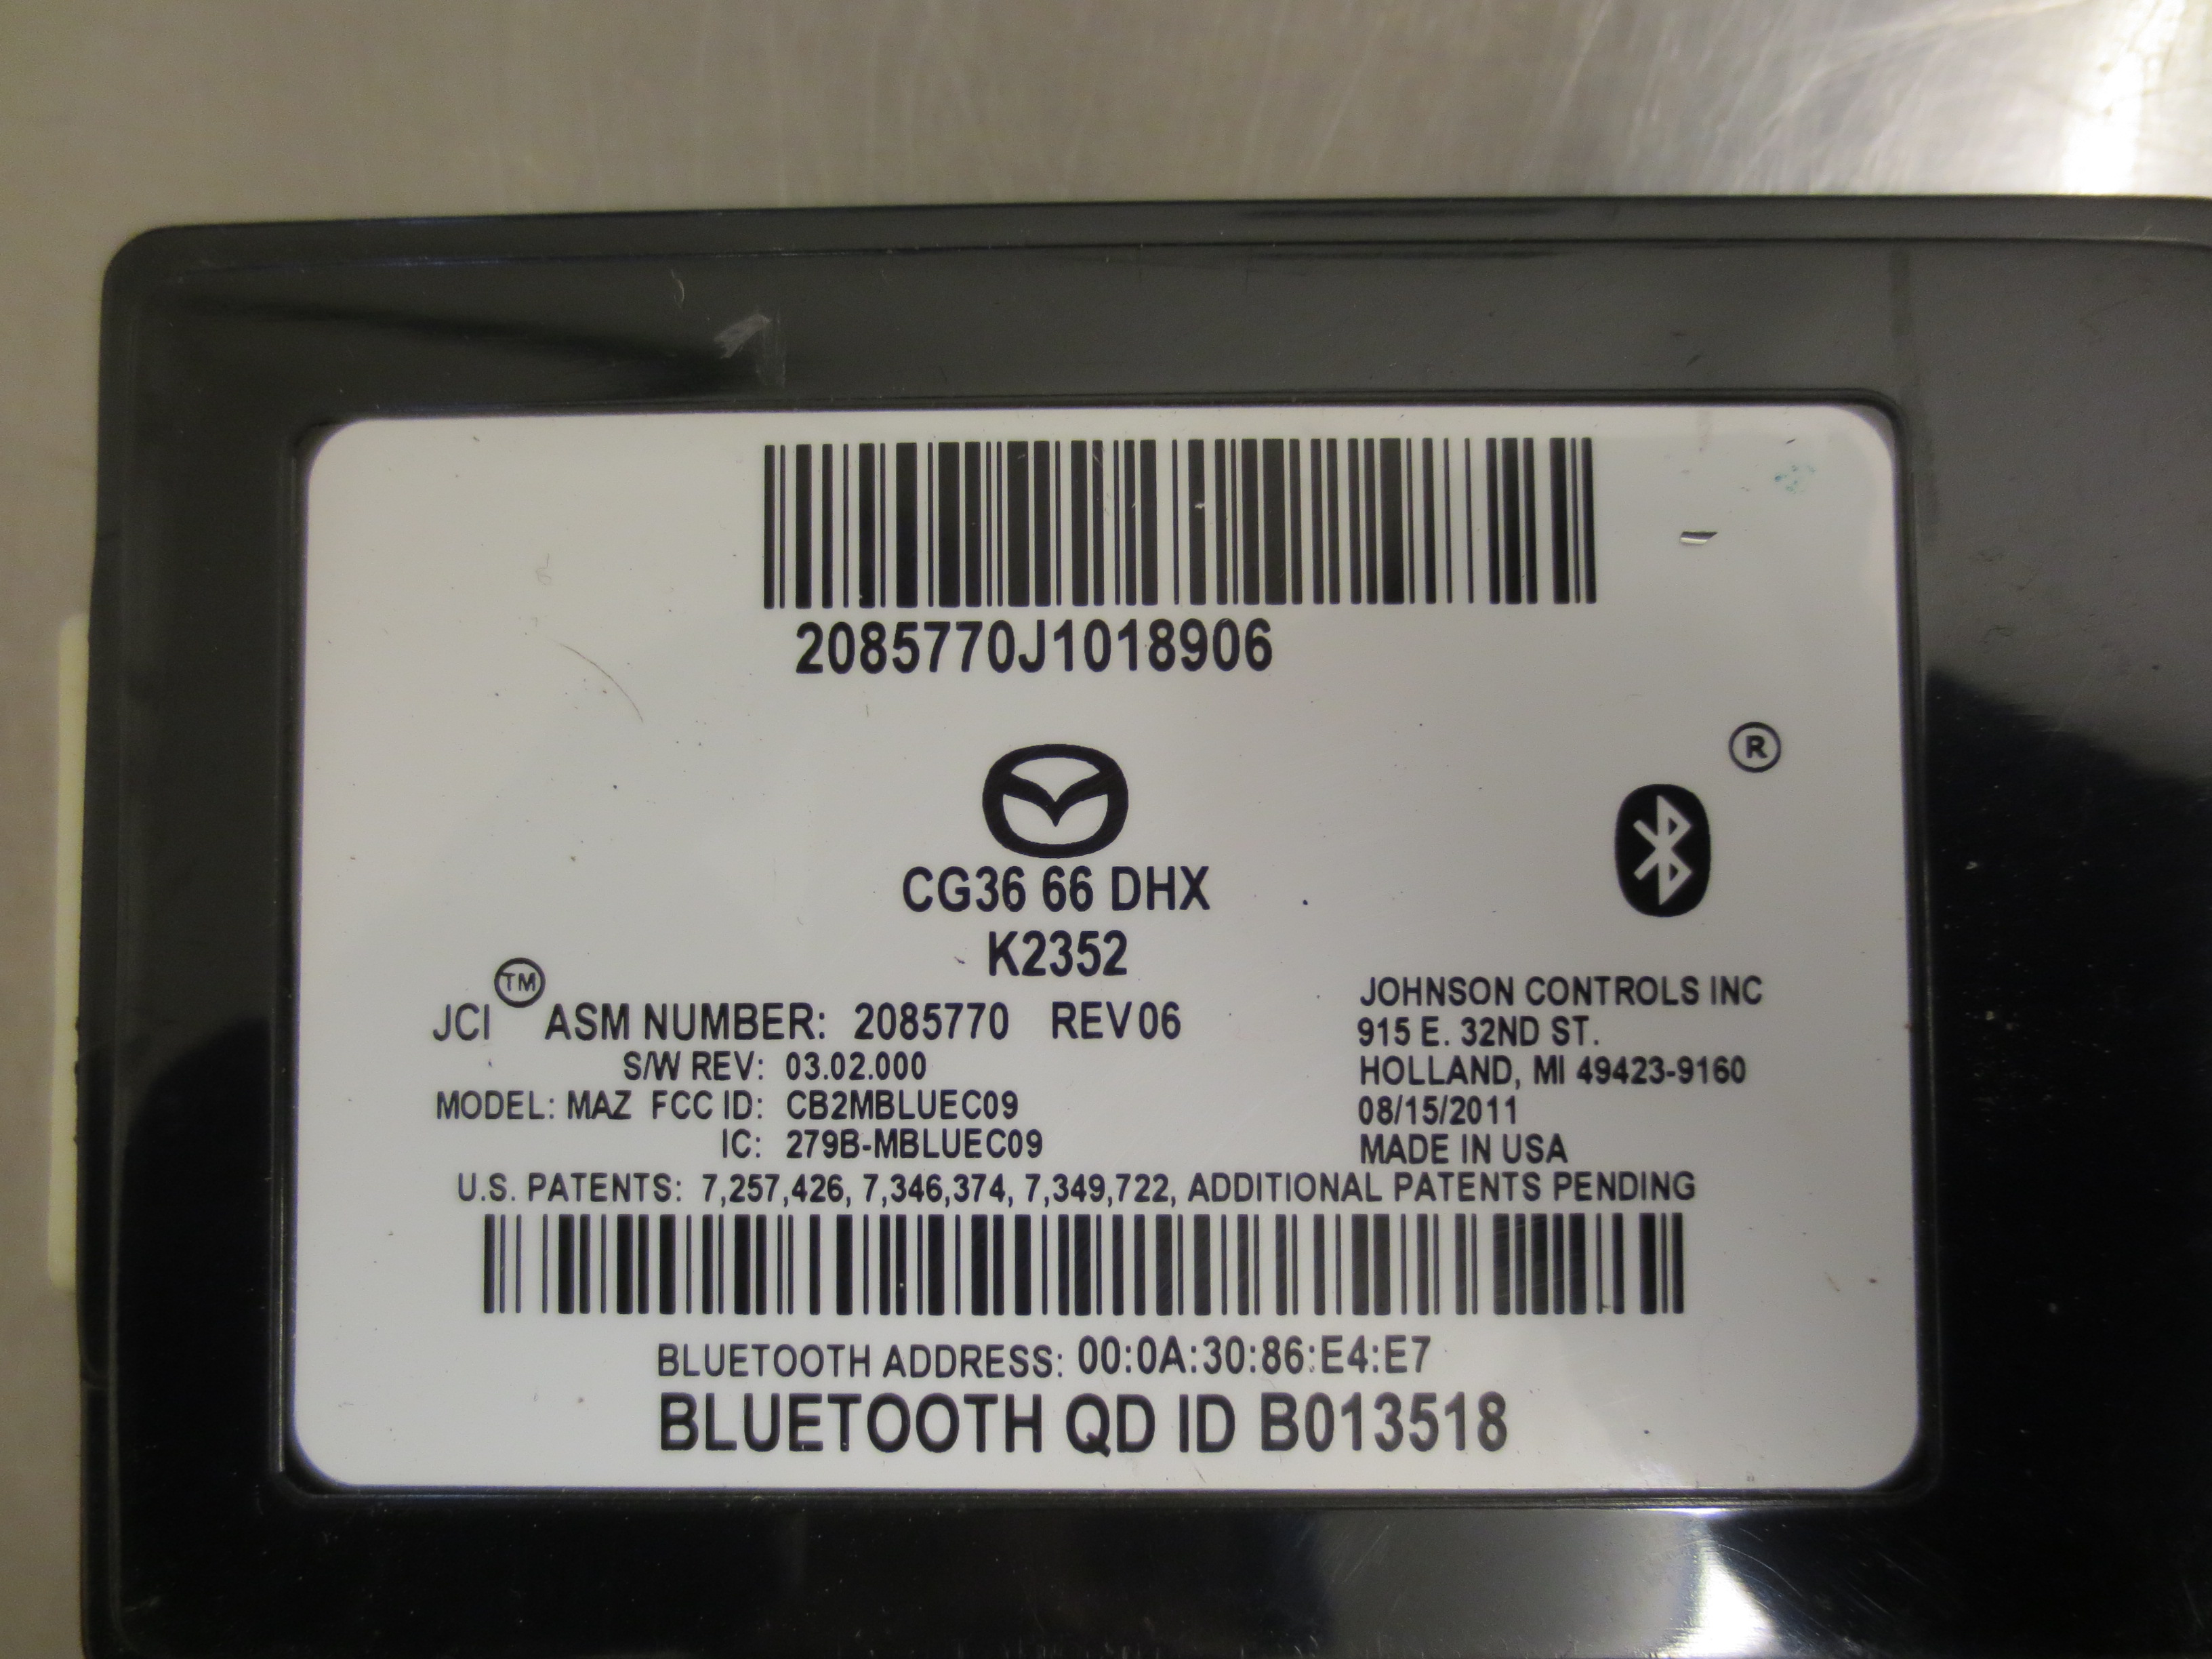 2085770J1018906
®
CG36 66 DHX
K2352
JCI™ ASM NUMBER: 2085770 REV06
S/W REV: 03.02.000
MODEL: MAZ FCC ID: CB2MBLUEC09
IC: 279B-MBLUEC09
JOHNSON CONTROLS INC
915 E. 32ND ST.
HOLLAND, MI 49423-9160
08/15/2011
MADE IN USA
U.S. PATENTS: 7,257,426, 7,346,374, 7,349,722, ADDITIONAL PATENTS PENDING
BLUETOOTH ADDRESS: 00:0A:30:86:E4:E7
BLUETOOTH QD ID B013518